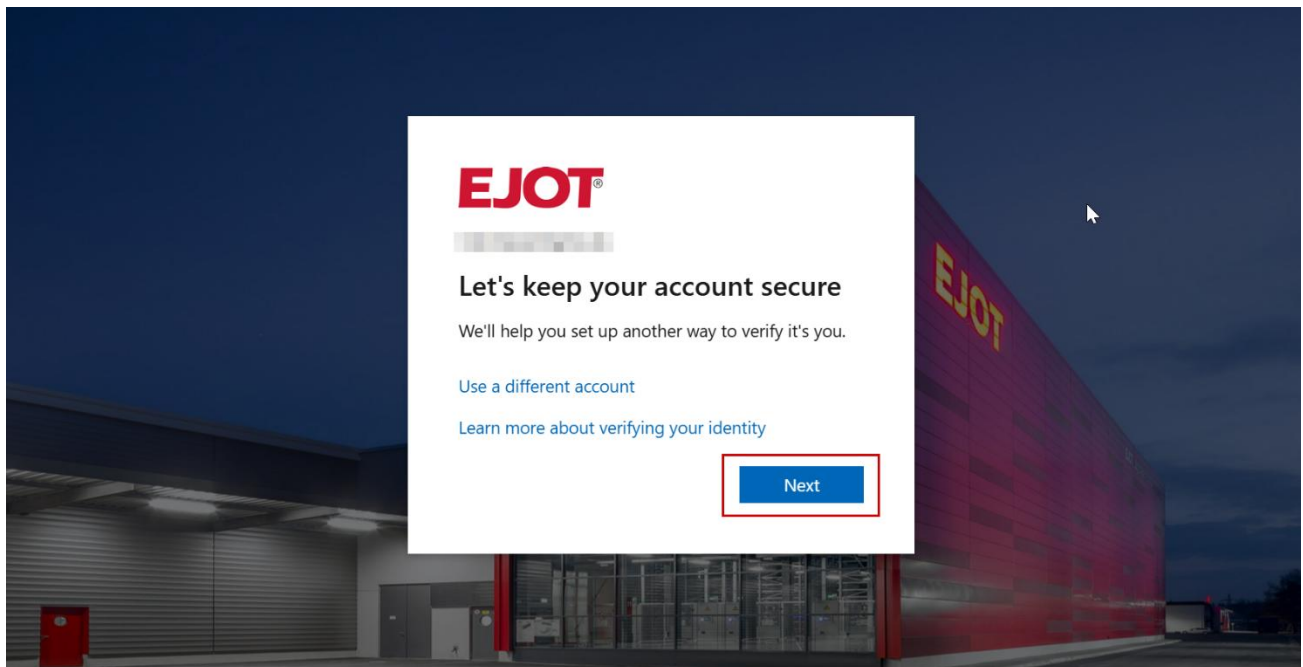 EJOT®
Let's keep your account secure
We'll help you set up another way to verify it's you.
Use a different account
Learn more about verifying your identity
Next
EJOT